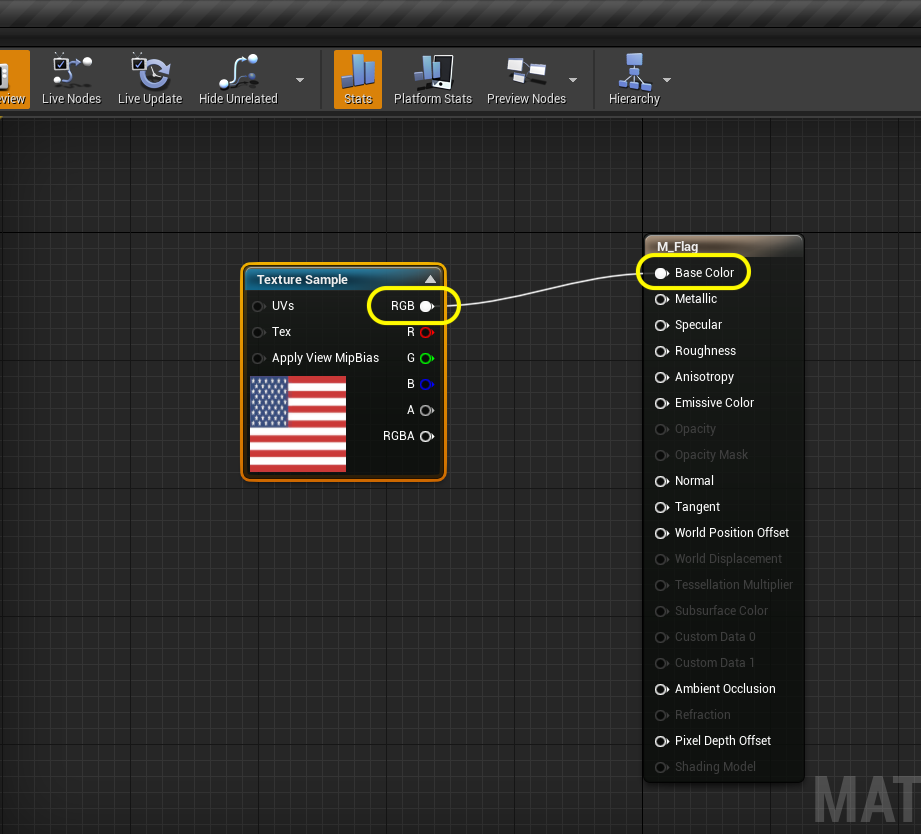 view
Live Nodes
Live Update
Hide Unrelated
Stats
Platform Stats
Preview Nodes
Hierarchy
Texture Sample
UVs
Tex
Apply View MipBias
RGB
R
G
B
A
RGBA
M_Flag
Base Color
Metallic
Specular
Roughness
Anisotropy
Emissive Color
Opacity
Opacity Mask
Normal
Tangent
World Position Offset
World Displacement
Tessellation Multiplier
Subsurface Color
Custom Data 0
Custom Data 1
Ambient Occlusion
Refraction
Pixel Depth Offset
Shading Model
MAT